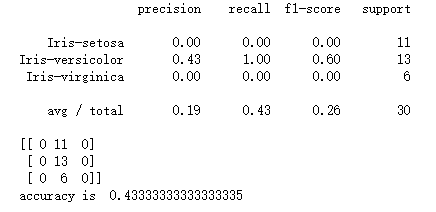 precision recall f1-score support
Iris-setosa 0.00 0.00 0.00 11
Iris-versicolor 0.43 1.00 0.60 13
Iris-virginica 0.00 0.00 0.00 6
avg / total 0.19 0.43 0.26 30
[[ 0 11 0]
[ 0 13 0]
[ 0 6 0]]
accuracy is 0.43333333333333335